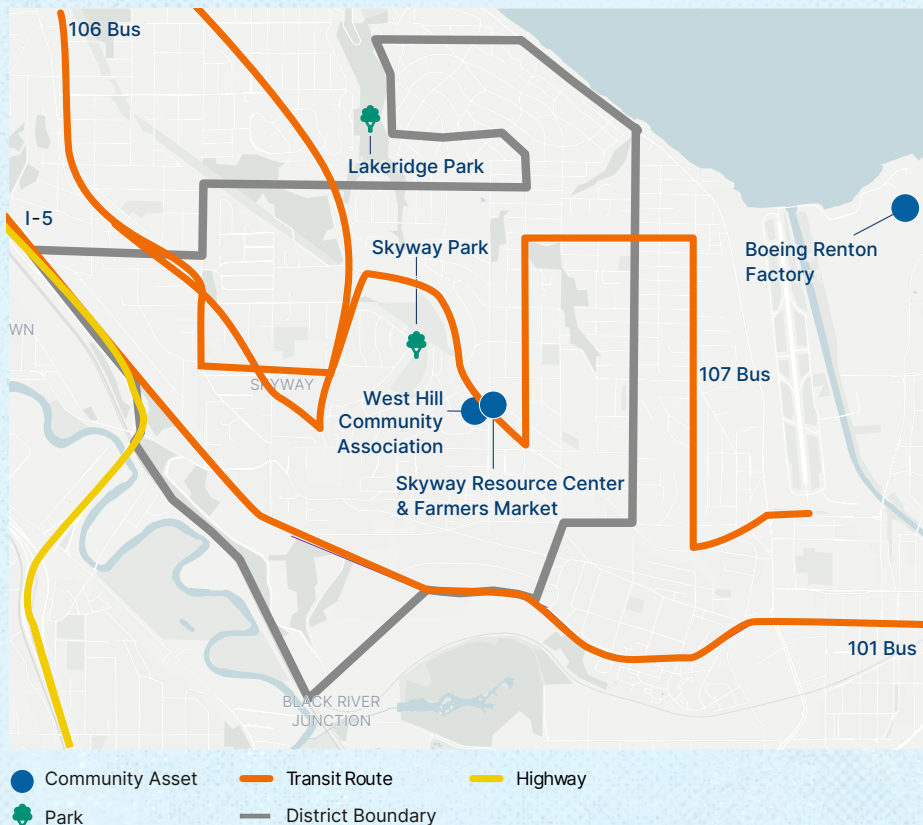 106 Bus
Lakeridge Park
I-5
Skyway Park
Boeing Renton
Factory
WN
107 Bus
SKYWAY
West Hill
Community
Association
Skyway Resource Center
& Farmers Market
101 Bus
BLACK RIVER
JUNCTION
Community Asset
Transit Route
Highway
Park
District Boundary